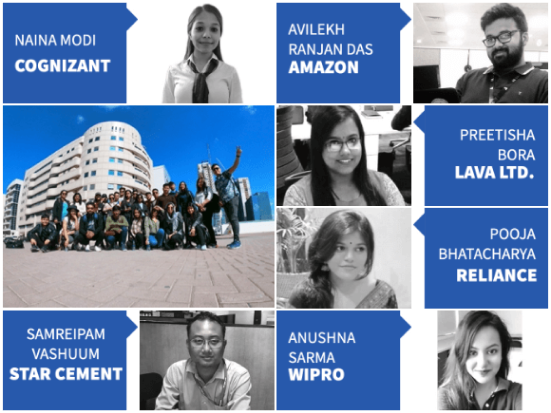 NAINA MODI
COGNIZANT
AVILEKH
RANJAN DAS
AMAZON
PREETISHA
BORA
LAVA LTD.
POOJA
BHATACHARYA
RELIANCE
SAMREIPAM
VASHUUM
STAR CEMENT
ANUSHNA
SARMA
WIPRO